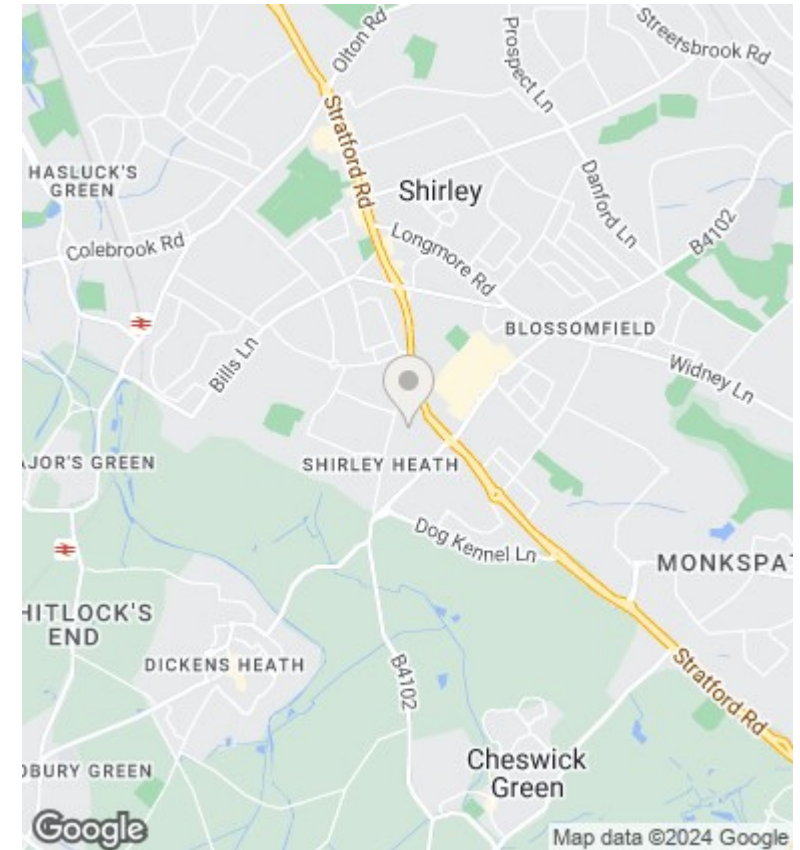 Olton Rd
Prospect Ln
Streetsbrook Rd
Stratford Rd
HASLUCK'S
GREEN
Shirley
Danford Ln
B4102
Colebrook Rd
Longmore Rd
BLOSSOMFIELD
Bills Ln
Widney Ln
AJOR'S GREEN
SHIRLEY HEATH
Dog Kennel Ln
MONKSPAT
HITLOCK'S
END
DICKENS HEATH
B4102
Stratford Rd
DBURY GREEN
Cheswick
Green
Google
Map data ©2024 Google